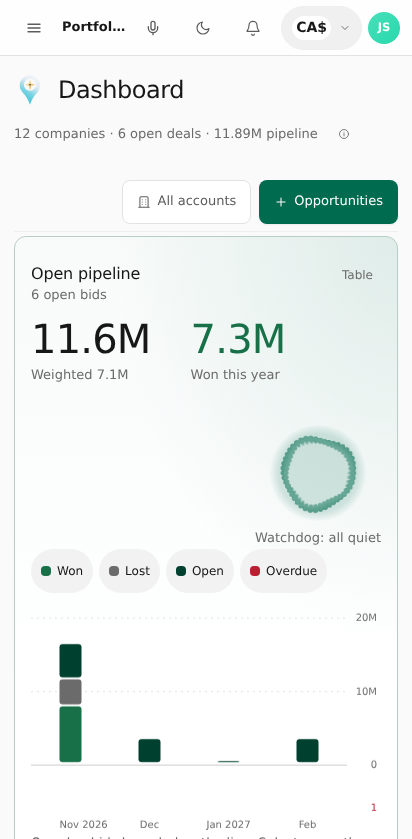 Portfol...
CA$
JS
Dashboard
12 companies · 6 open deals · 11.89M pipeline
All accounts
+ Opportunities
Open pipeline
Table
6 open bids
11.6M
7.3M
Weighted 7.1M
Won this year
Watchdog: all quiet
Won
Lost
Open
Overdue
20M
10M
0
1
Nov 2026
Dec
Jan 2027
Feb